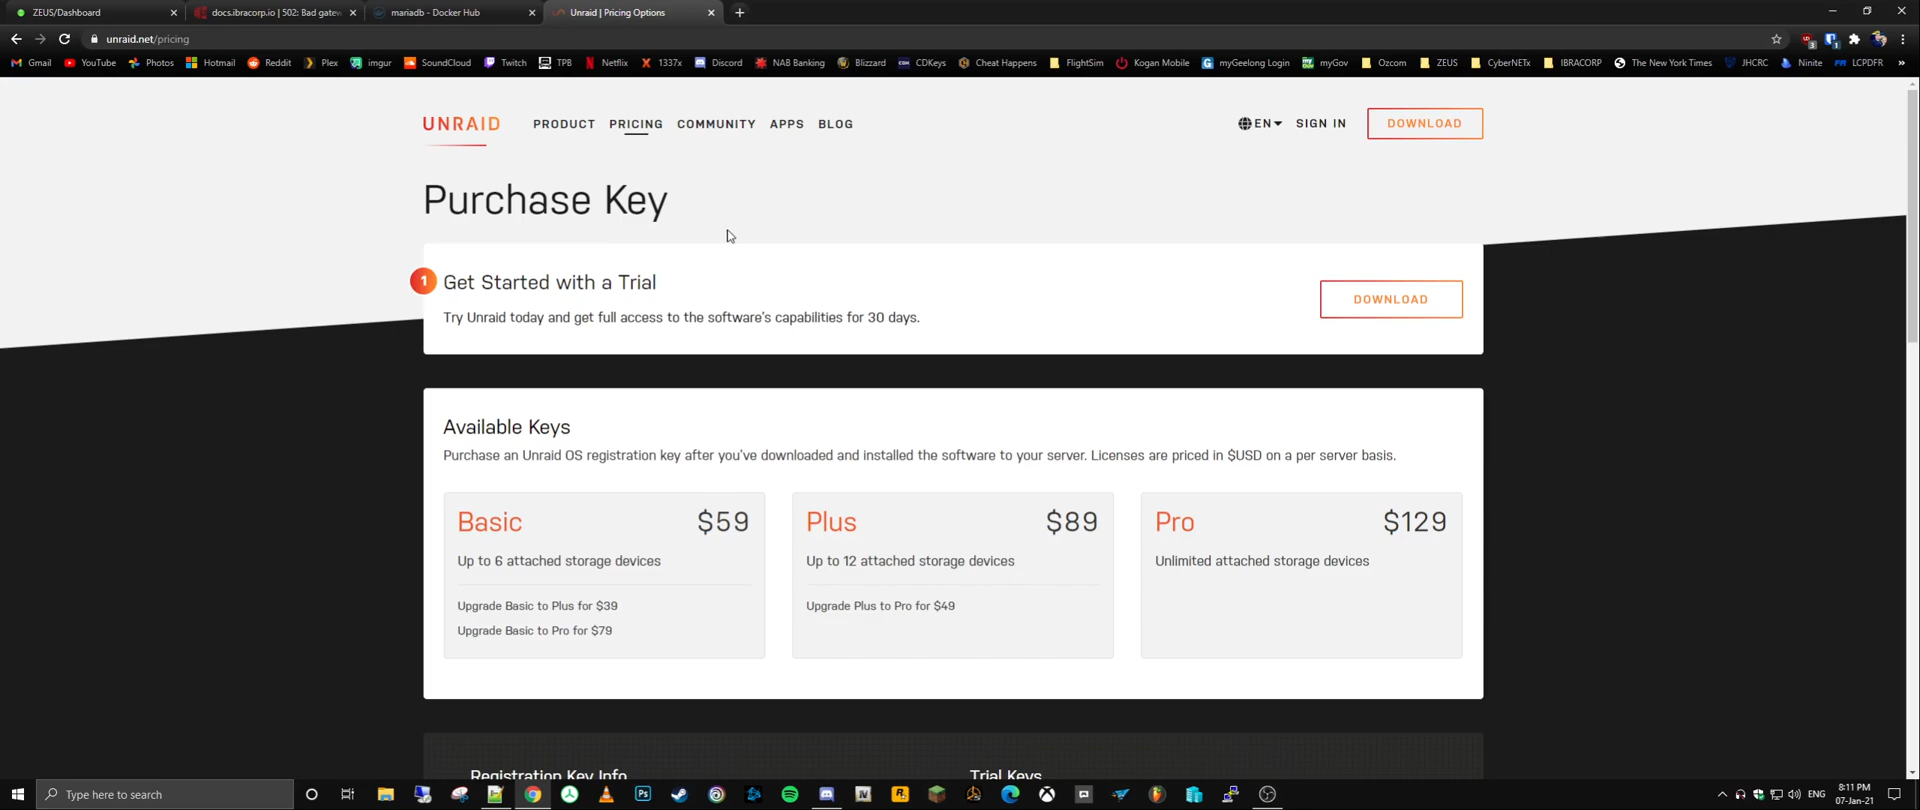 ZEUS/Dashboard
docs.ibracorp.io | 502: Bad gatew
mariadb - Docker Hub
Unraid | Pricing Options
unraid.net/pricing
3
1
Gmail YouTube Photos Hotmail Reddit Plex imgur SoundCloud Twitch TPB Netflix 1337x Discord NAB Banking Blizzard CDKeys Cheat Happens FlightSim Kogan Mobile myGeelong Login myGov Ozcom ZEUS CyberNETx IBRACORP The New York Times JHCRC Ninite LCPDFR »
UNRAID PRODUCT PRICING COMMUNITY APPS BLOG EN SIGN IN DOWNLOAD
Purchase Key
1 Get Started with a Trial
Try Unraid today and get full access to the software's capabilities for 30 days.
DOWNLOAD
Available Keys
Purchase an Unraid OS registration key after you've downloaded and installed the software to your server. Licenses are priced in $USD on a per server basis.
Basic $59
Up to 6 attached storage devices
Upgrade Basic to Plus for $39
Upgrade Basic to Pro for $79
Plus $89
Up to 12 attached storage devices
Upgrade Plus to Pro for $49
Pro $129
Unlimited attached storage devices
Registration Key Info
Trial Keys
Type here to search
Ps
IV
ENG
8:11 PM
07-Jan-21